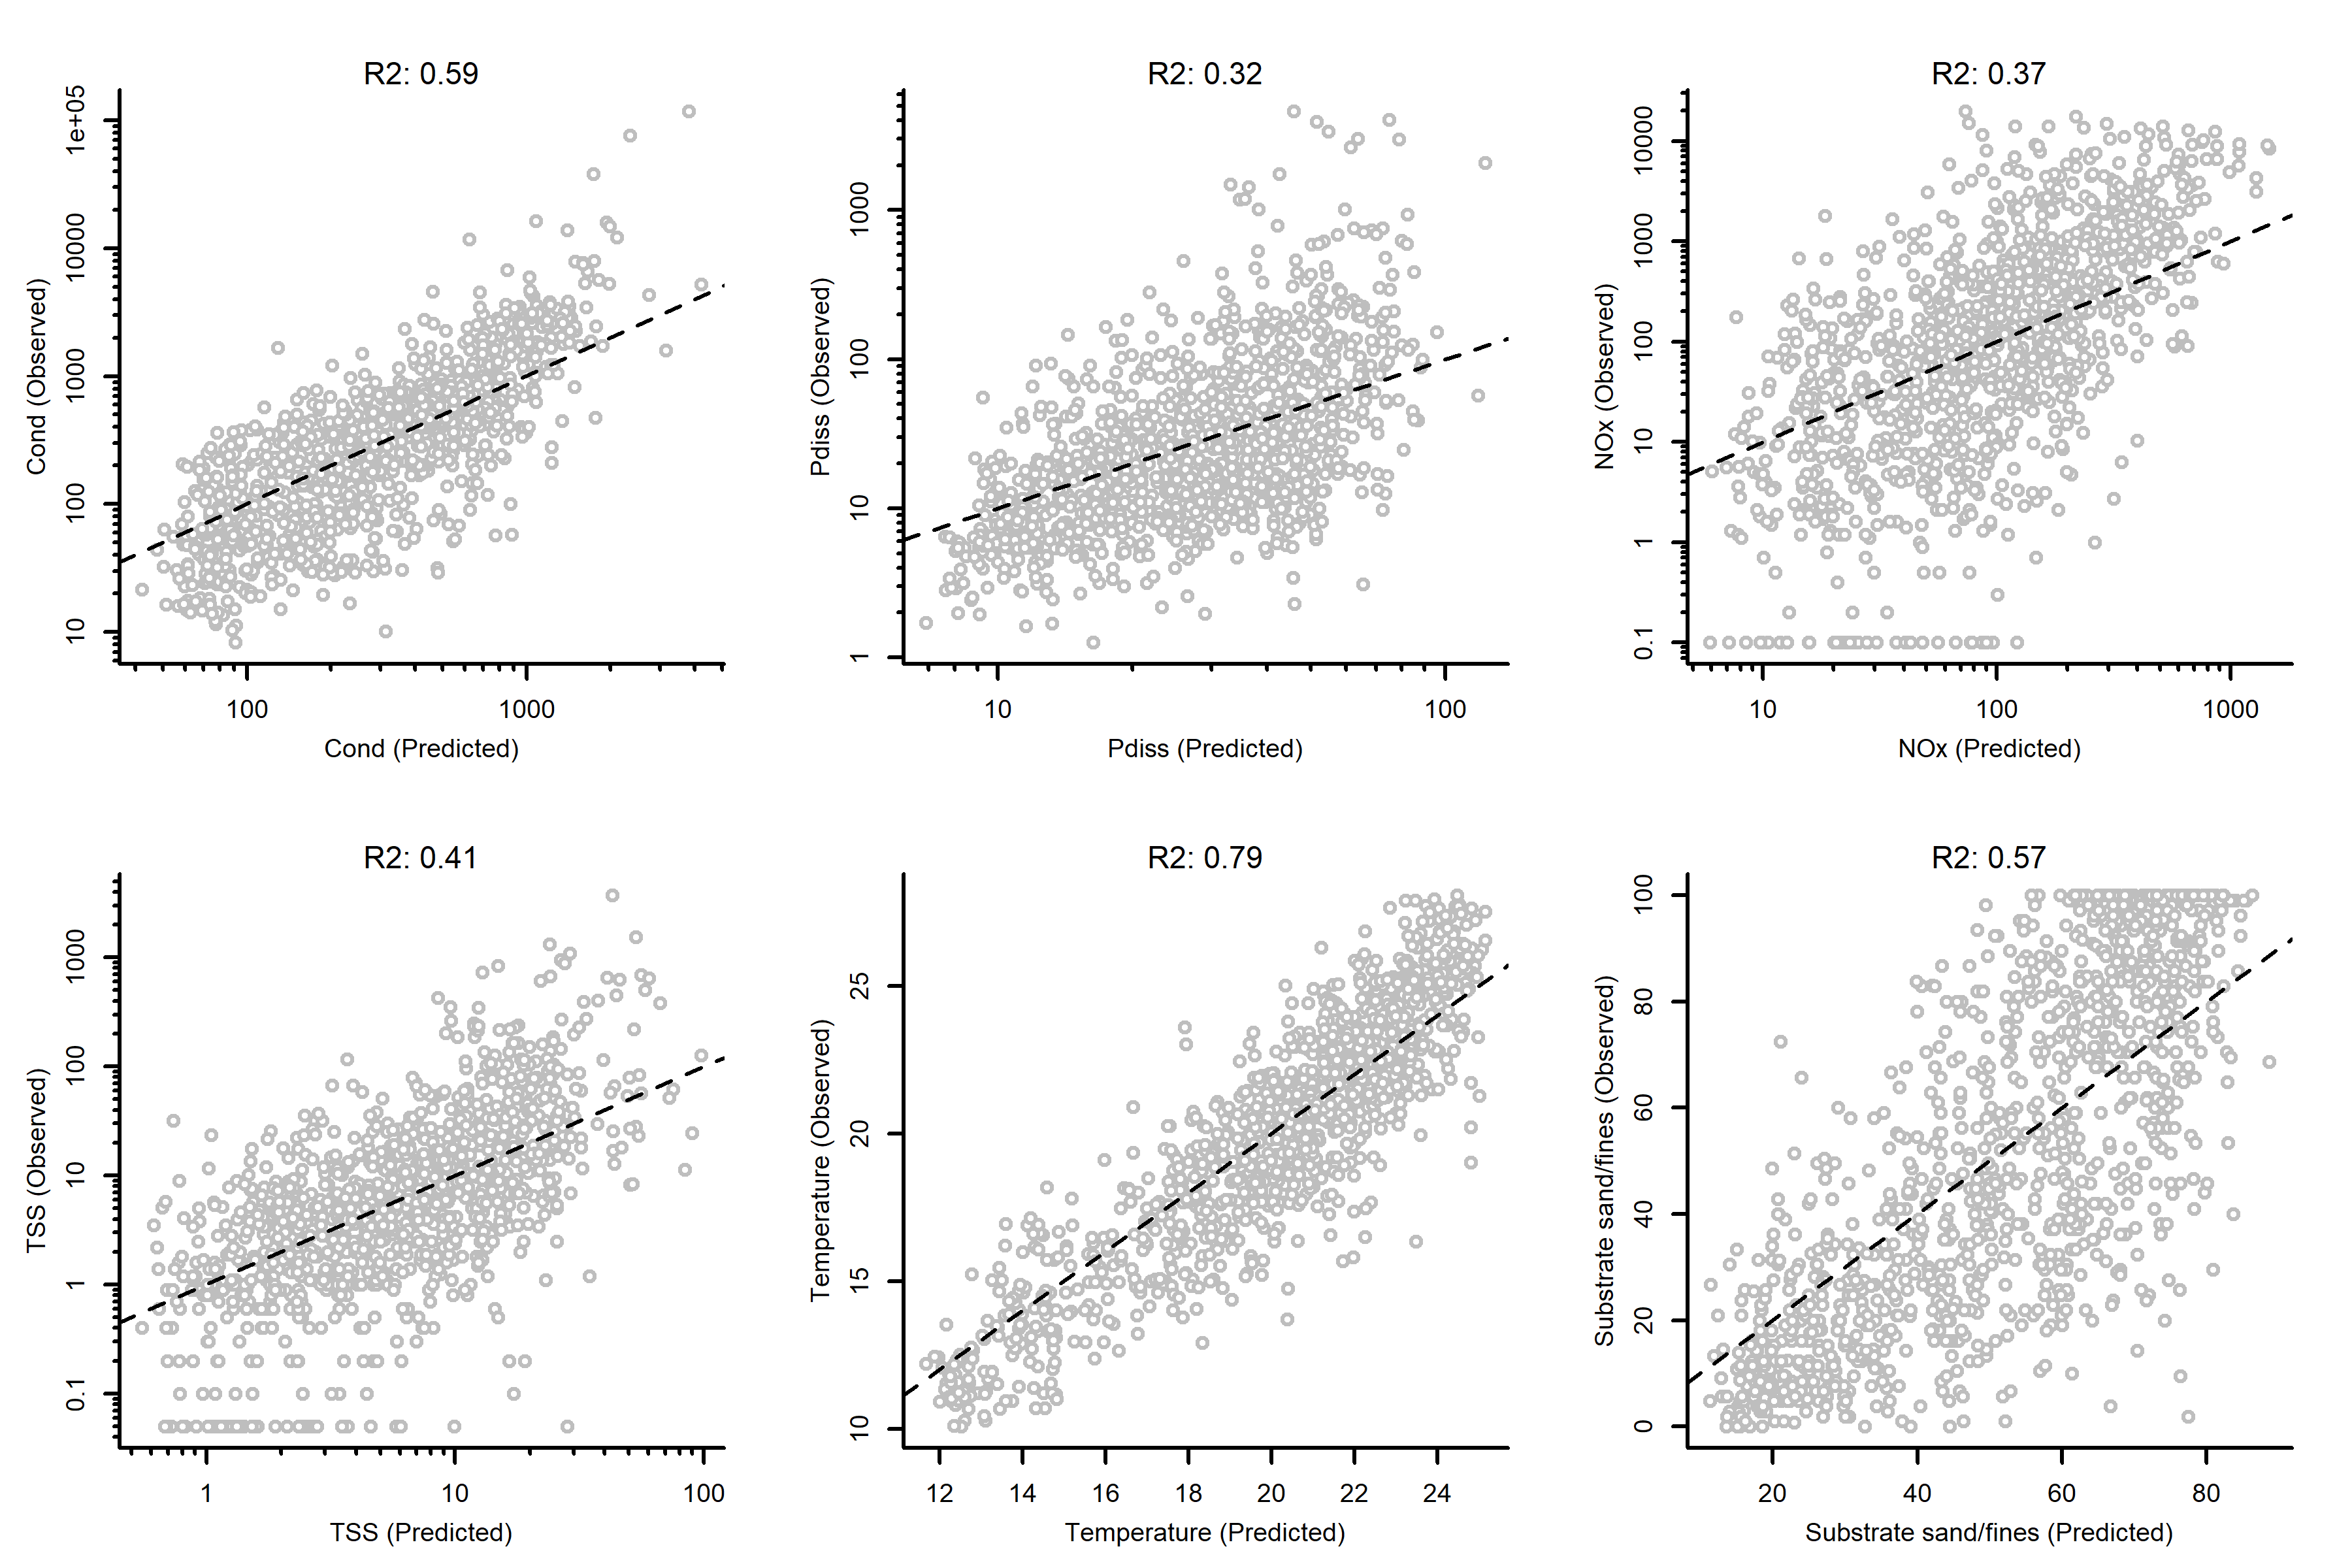 R2: 0.59
Cond (Observed)
1e+05
10000
1000
100
10
100
1000
Cond (Predicted)
R2: 0.32
Pdiss (Observed)
1000
100
10
1
10
100
Pdiss (Predicted)
R2: 0.37
NOx (Observed)
10000
1000
100
10
1
0.1
10
100
1000
NOx (Predicted)
R2: 0.41
TSS (Observed)
1000
100
10
1
0.1
1
10
100
TSS (Predicted)
R2: 0.79
Temperature (Observed)
25
20
15
10
12
14
16
18
20
22
24
Temperature (Predicted)
R2: 0.57
Substrate sand/fines (Observed)
100
80
60
40
20
0
20
40
60
80
Substrate sand/fines (Predicted)